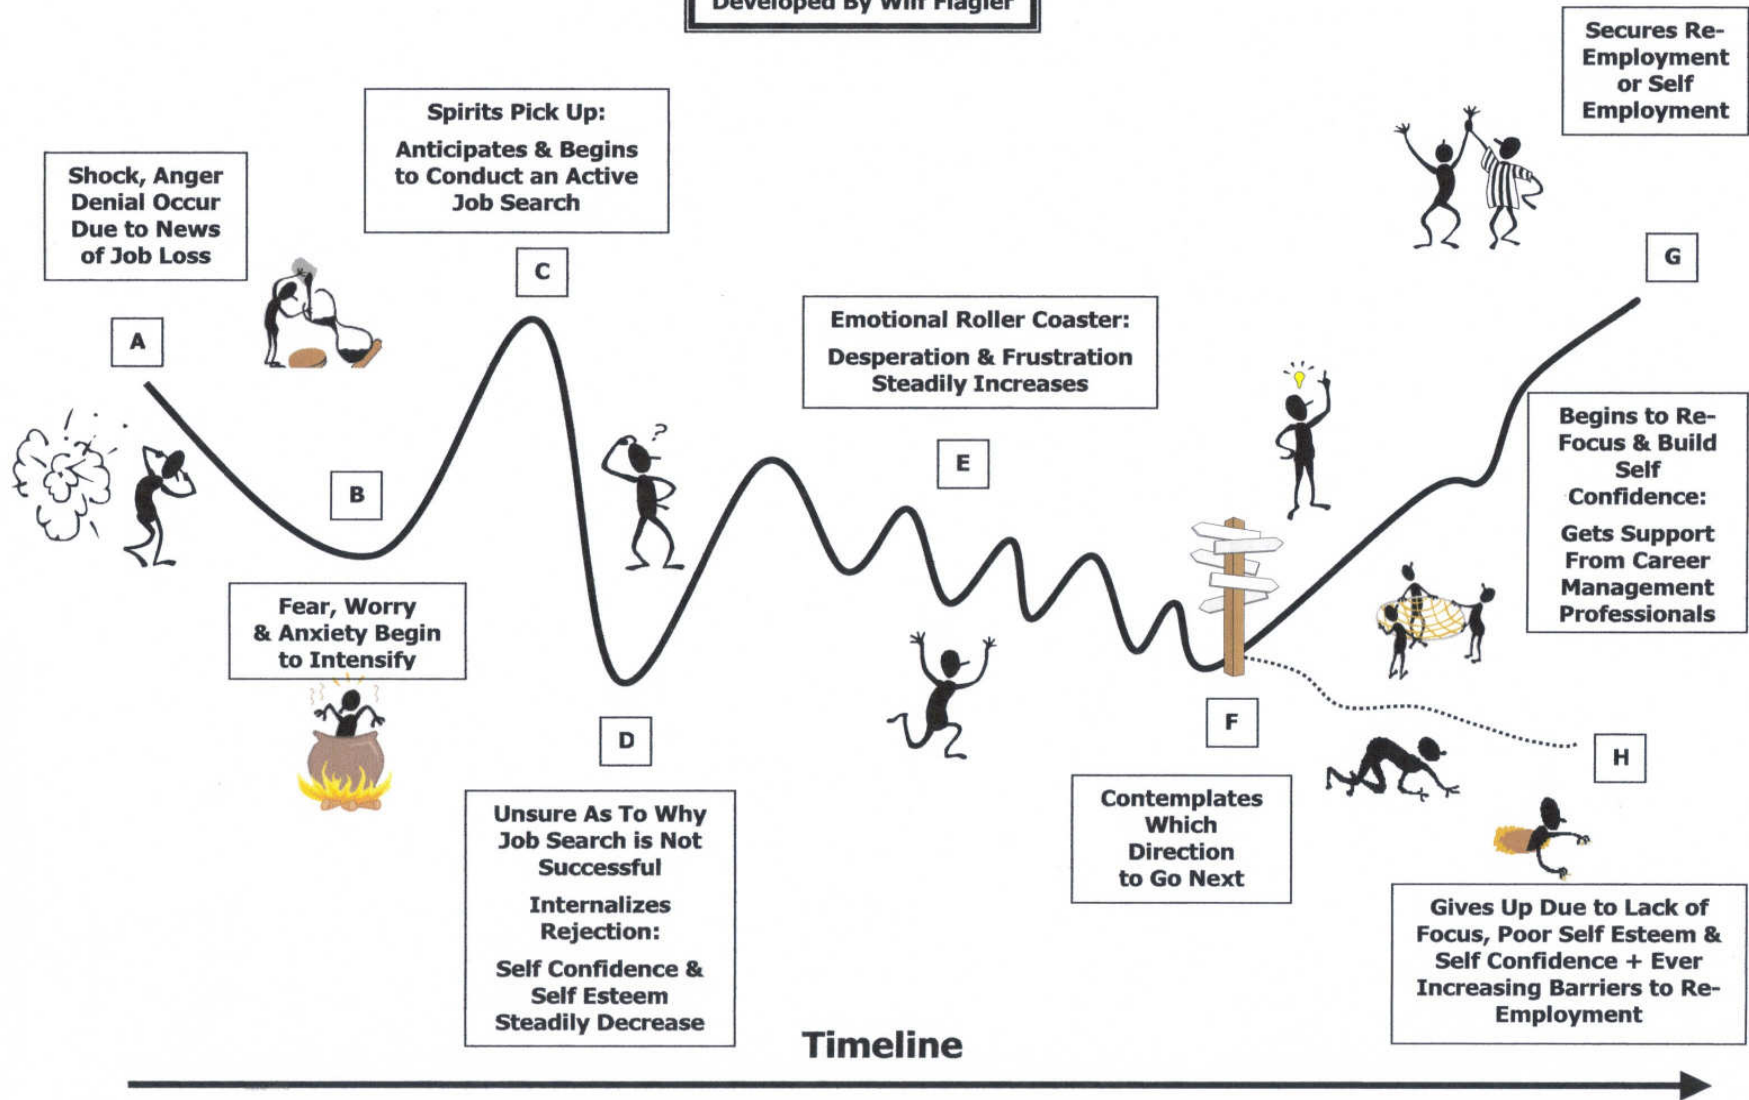 Developed By Wilf Flagler
Secures Re-
Employment
or Self
Employment
Spirits Pick Up:
Anticipates & Begins
to Conduct an Active
Job Search
Shock, Anger
Denial Occur
Due to News
of Job Loss
C
G
A
Emotional Roller Coaster:
Desperation & Frustration
Steadily Increases
Begins to Re-
Focus & Build
Self
Confidence:
Gets Support
From Career
Management
Professionals
?
E
B
Fear, Worry
& Anxiety Begin
to Intensify
D
F
H
Unsure As To Why
Job Search is Not
Successful
Internalizes
Rejection:
Self Confidence &
Self Esteem
Steadily Decrease
Contemplates
Which
Direction
to Go Next
Gives Up Due to Lack of
Focus, Poor Self Esteem &
Self Confidence + Ever
Increasing Barriers to Re-
Employment
Timeline